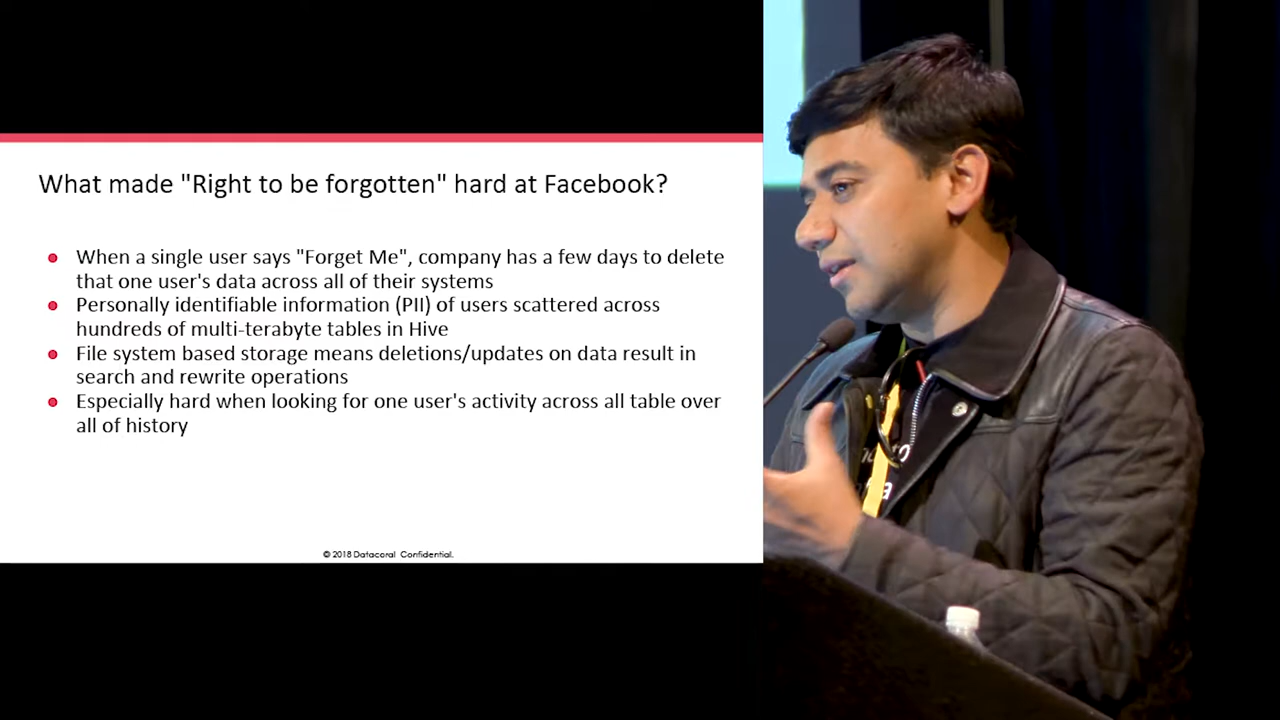 What made "Right to be forgotten" hard at Facebook?
When a single user says "Forget Me", company has a few days to delete
that one user's data across all of their systems
Personally identifiable information (PII) of users scattered across
hundreds of multi-terabyte tables in Hive
File system based storage means deletions/updates on data result in
search and rewrite operations
Especially hard when looking for one user's activity across all table over
all of history
© 2018 Datacoral Confidential.